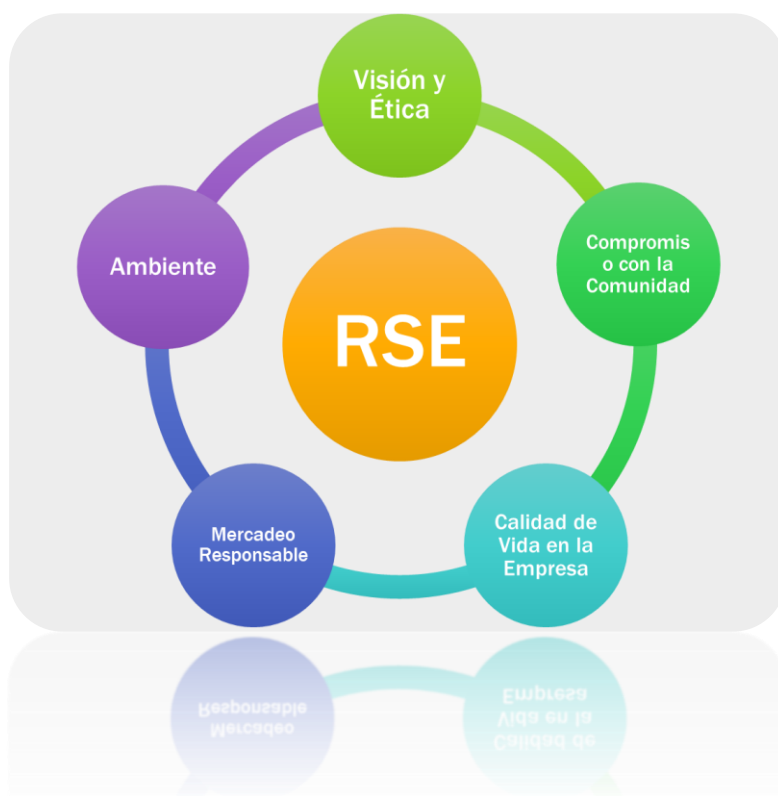 Visión y
Ética
Compromis
o con la
Comunidad
Ambiente
RSE
Mercadeo
Responsable
Calidad de
Vida en la
Empresa